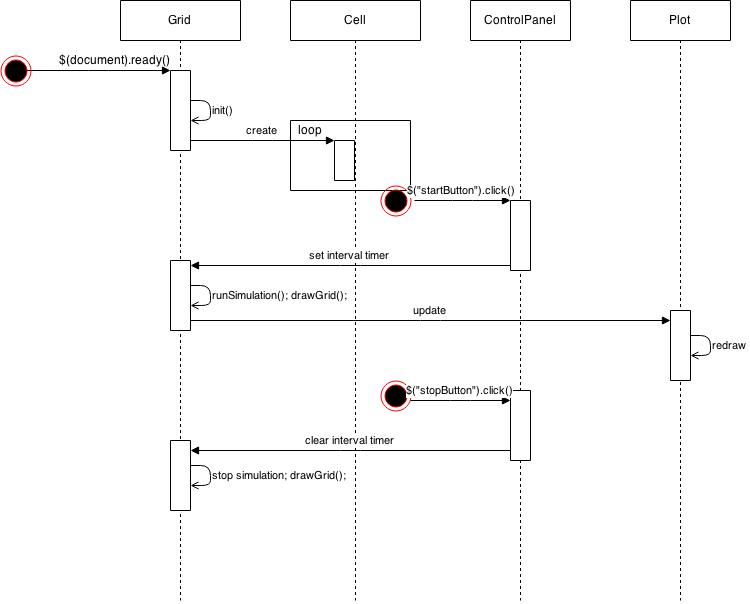 Grid
Cell
ControlPanel
Plot
$(document).ready()
init()
create
loop
$("startButton").click()
set interval timer
runSimulation(); drawGrid();
update
redraw
$("stopButton").click()
clear interval timer
stop simulation; drawGrid();